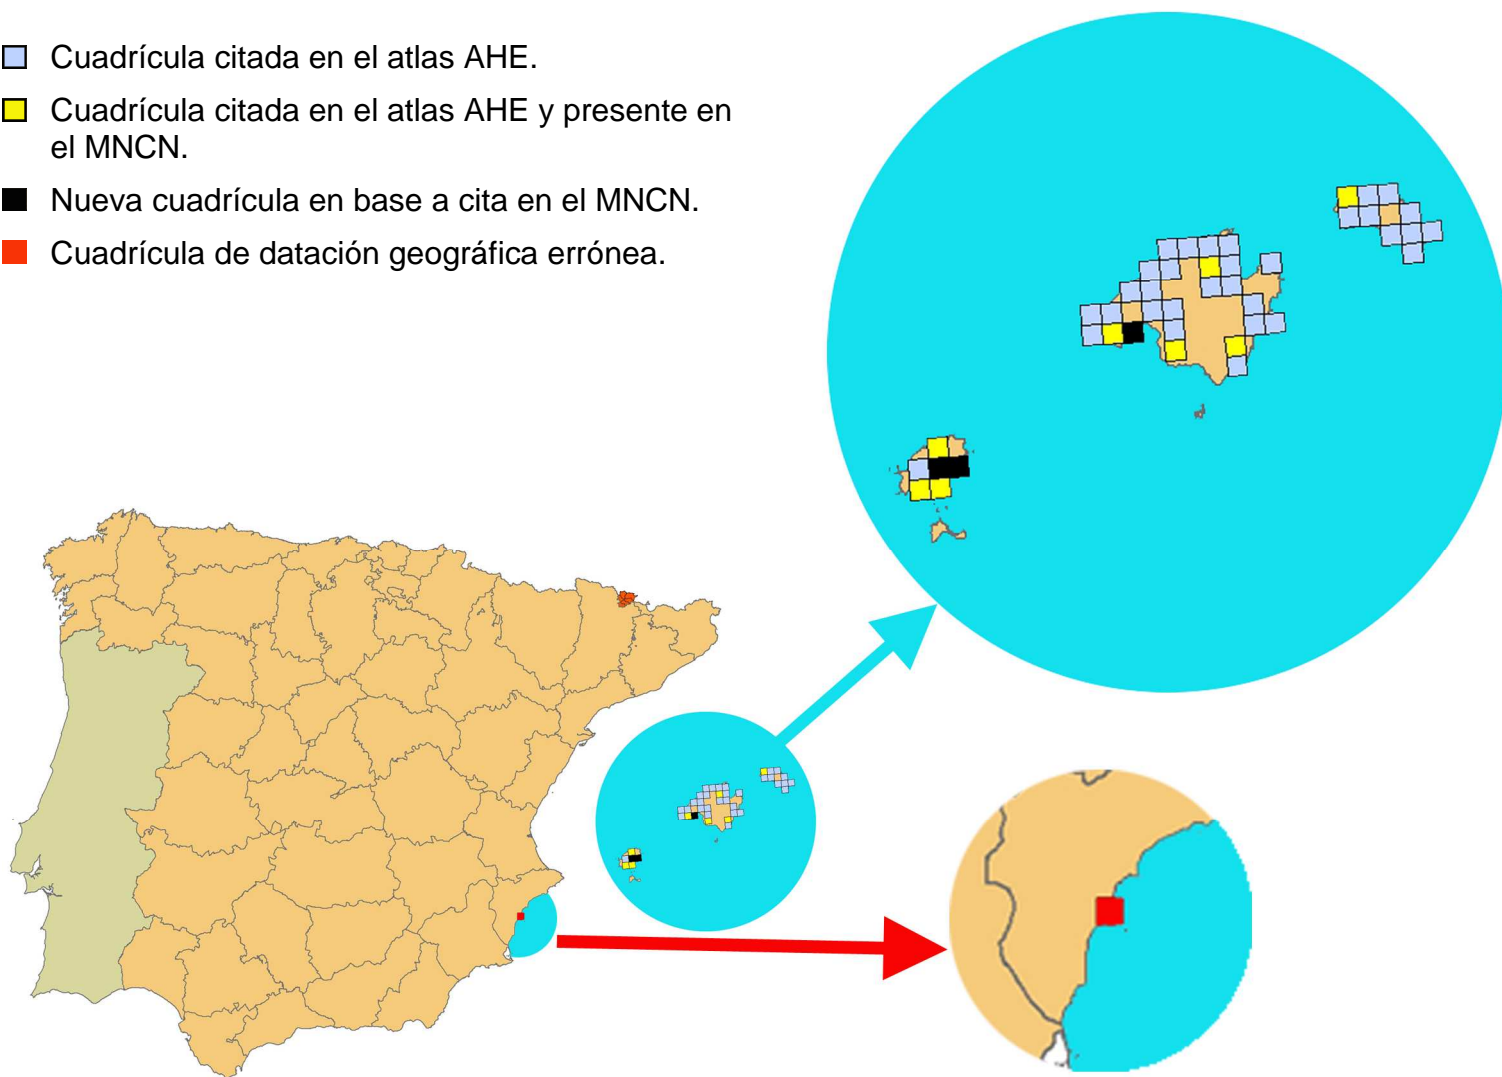 Cuadrícula citada en el atlas AHE.
Cuadrícula citada en el atlas AHE y presente en
el MNCN.
Nueva cuadrícula en base a cita en el MNCN.
Cuadrícula de datación geográfica errónea.